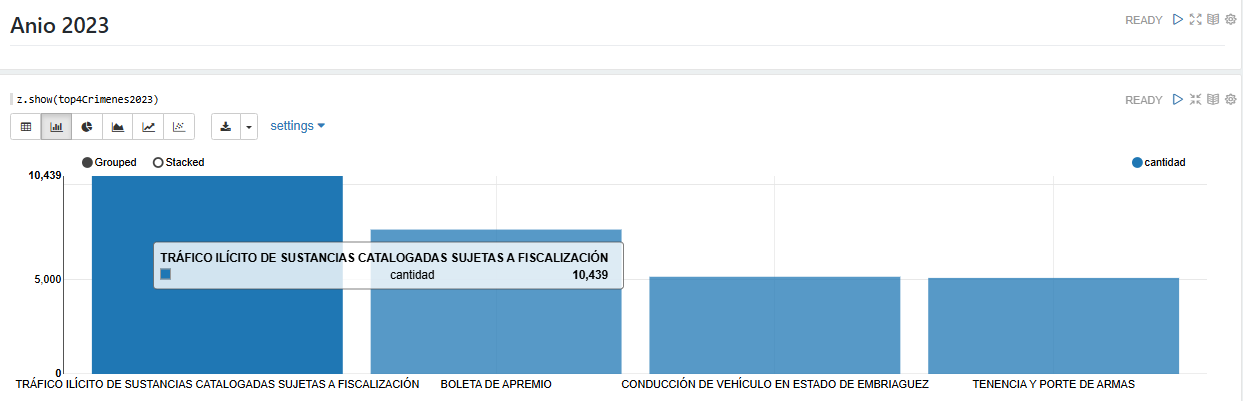 Anio 2023
READY
z.show(top4Crimenes2023)
READY
settings
Grouped Stacked
cantidad
10,439
5,000
0
TRÁFICO ILÍCITO DE SUSTANCIAS CATALOGADAS SUJETAS A FISCALIZACIÓN
cantidad 10,439
TRÁFICO ILÍCITO DE SUSTANCIAS CATALOGADAS SUJETAS A FISCALIZACIÓN
BOLETA DE APREMIO
CONDUCCIÓN DE VEHÍCULO EN ESTADO DE EMBRIAGUEZ
TENENCIA Y PORTE DE ARMAS